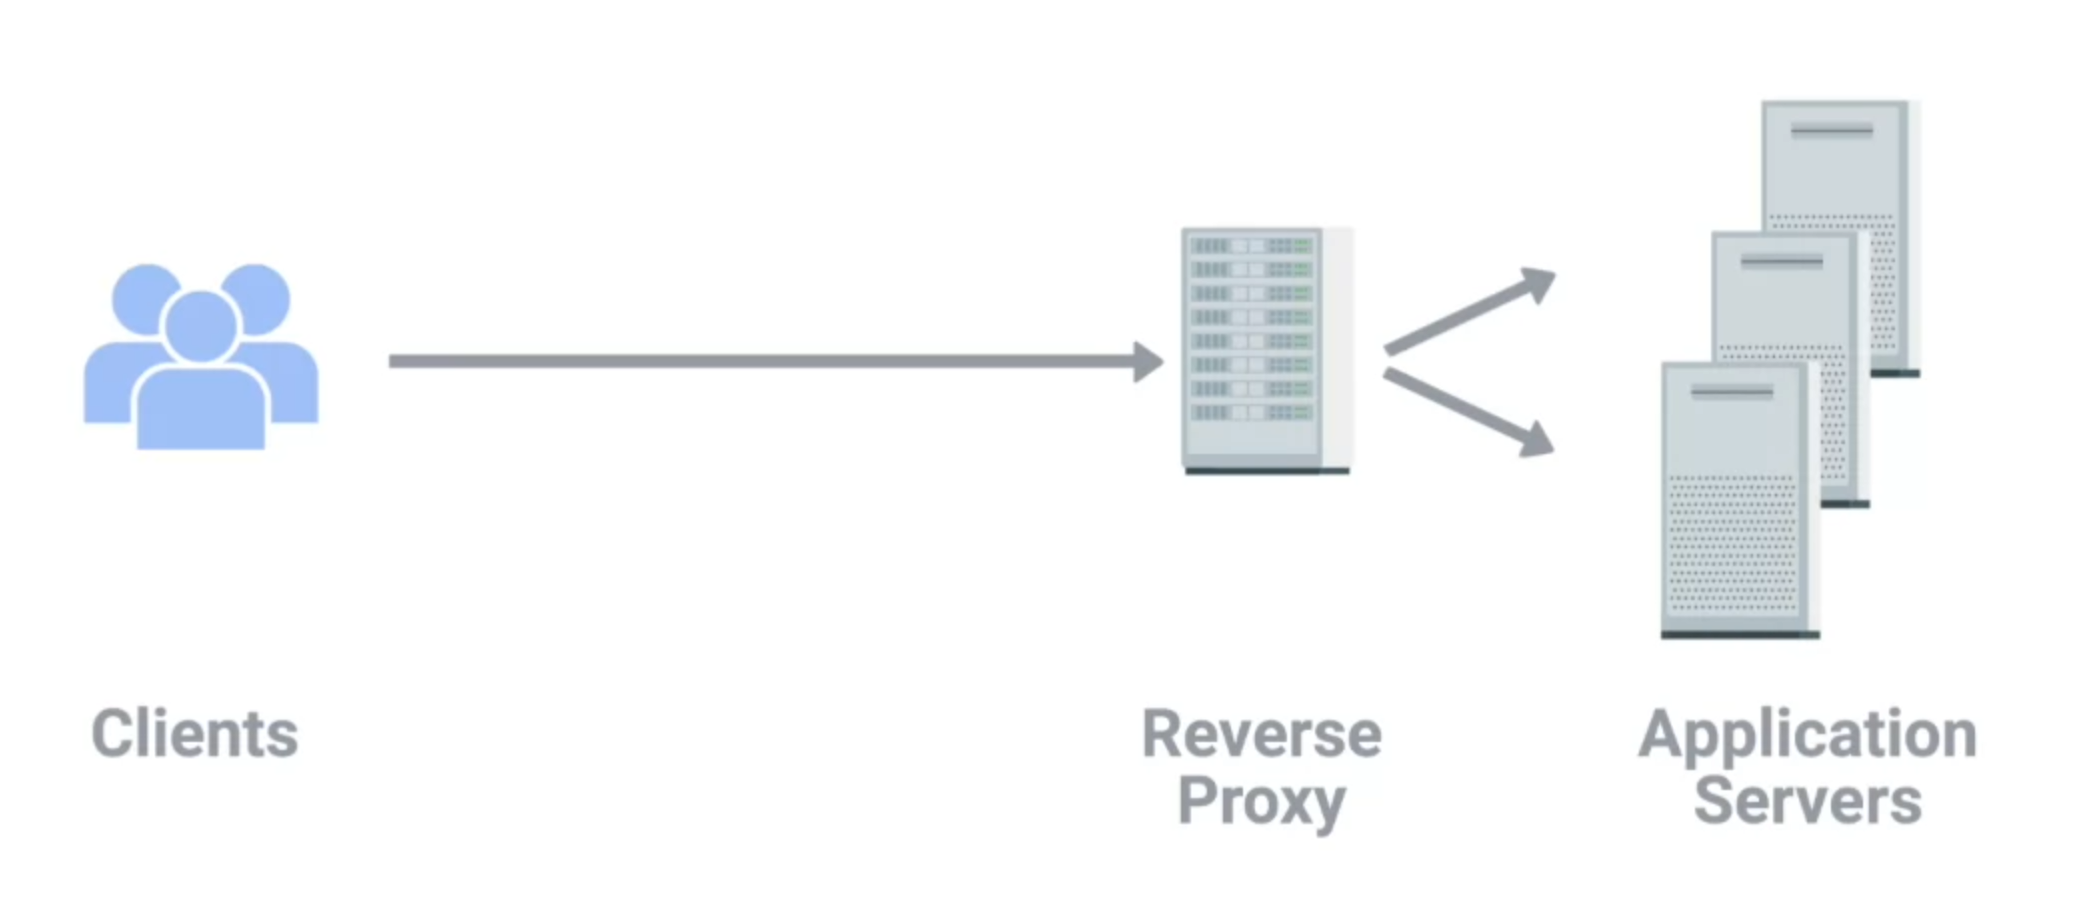 Clients
Reverse
Proxy
Application
Servers